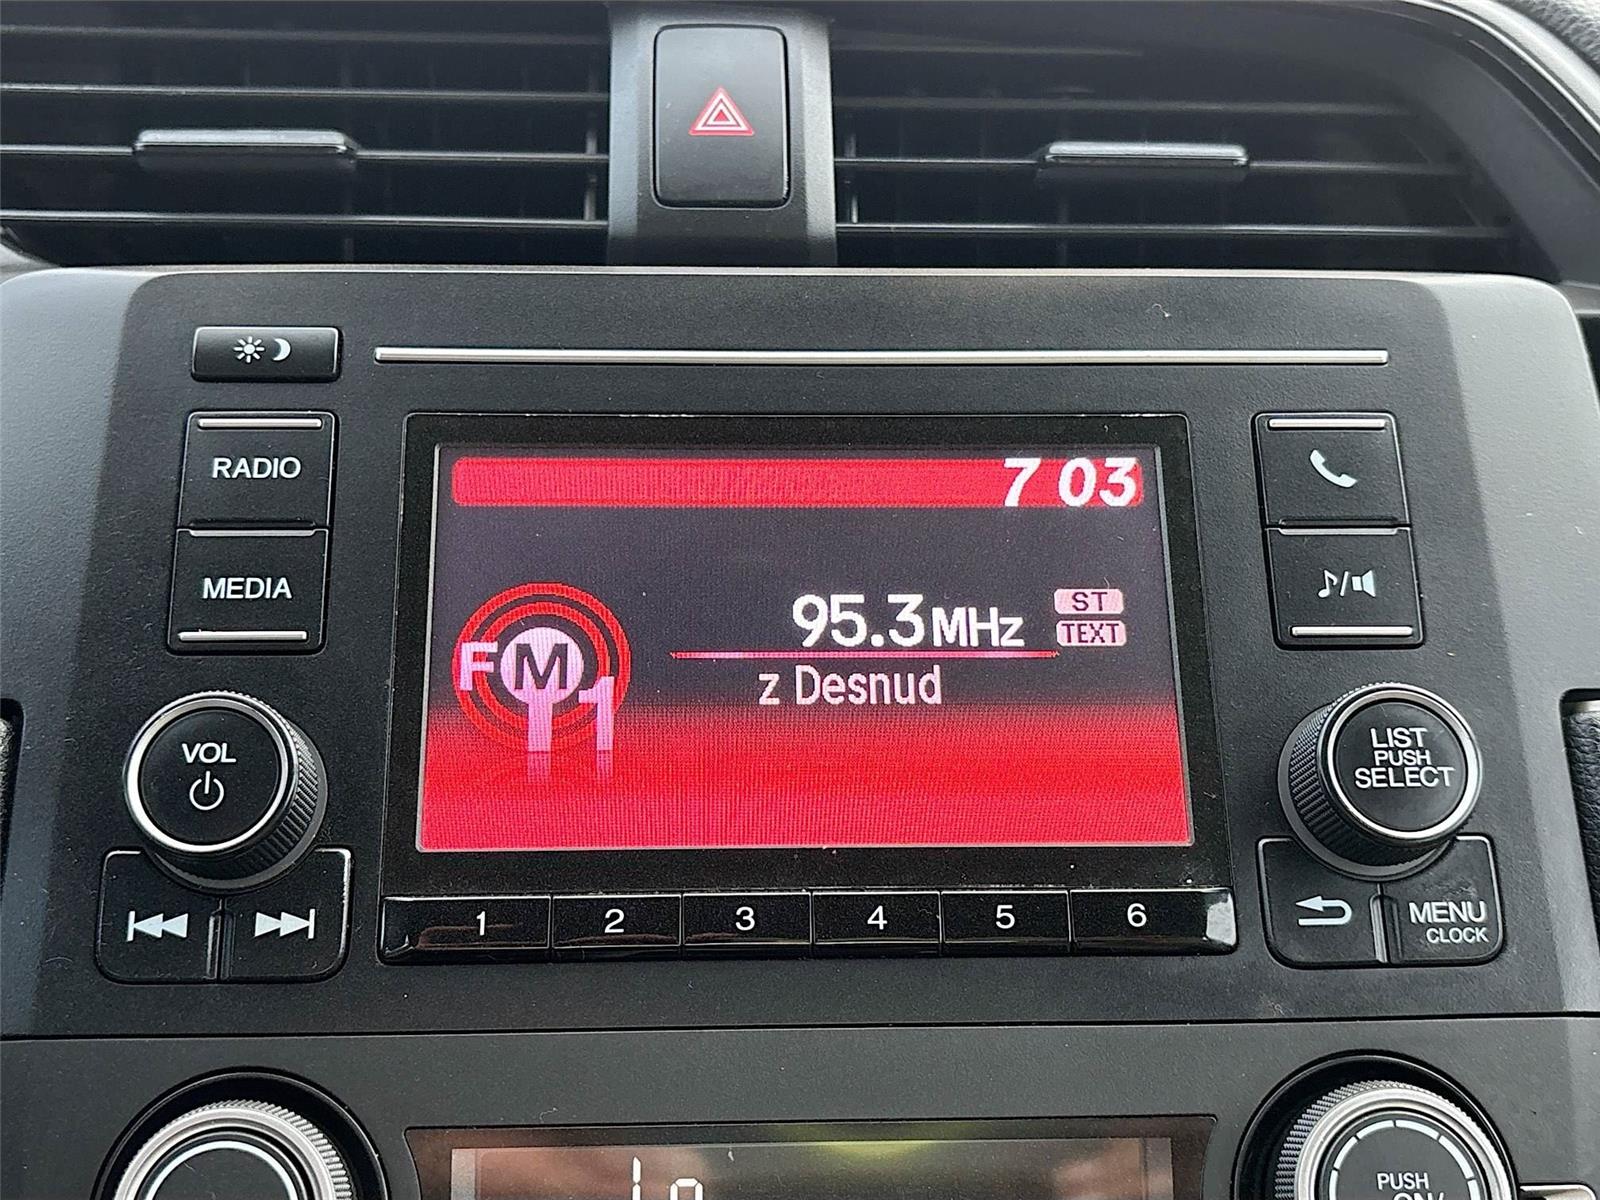 7 03
RADIO
MEDIA
95.3MHz
ST
TEXT
FM
1
z Desnud
VOL
LIST
PUSH
SELECT
1 2 3 4 5 6
MENU
CLOCK
PUSH